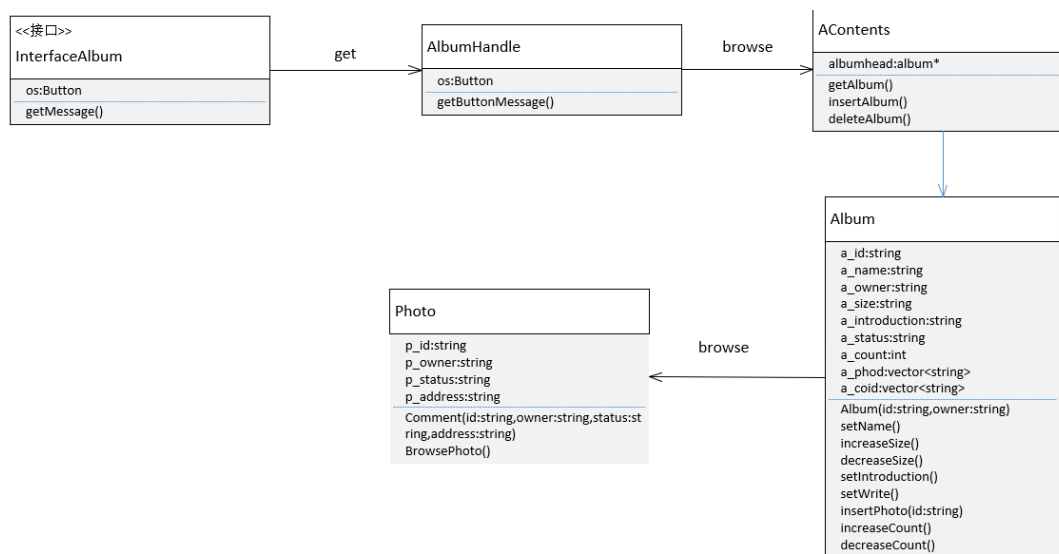 <<接口>>
InterfaceAlbum
os:Button
getMessage()
get
AlbumHandle
os:Button
getButtonMessage()
browse
AContents
albumhead:album*
getAlbum()
insertAlbum()
deleteAlbum()
Album
a_id:string
a_name:string
a_owner:string
a_size:string
a_introduction:string
a_status:string
a_count:int
a_phod:vector<string>
a_coid:vector<string>
Album(id:string,owner:string)
setName()
increaseSize()
decreaseSize()
setIntroduction()
setWrite()
insertPhoto(id:string)
increaseCount()
decreaseCount()
browse
Photo
p_id:string
p_owner:string
p_status:string
p_address:string
Comment(id:string,owner:string,status:st
ring,address:string)
BrowsePhoto()